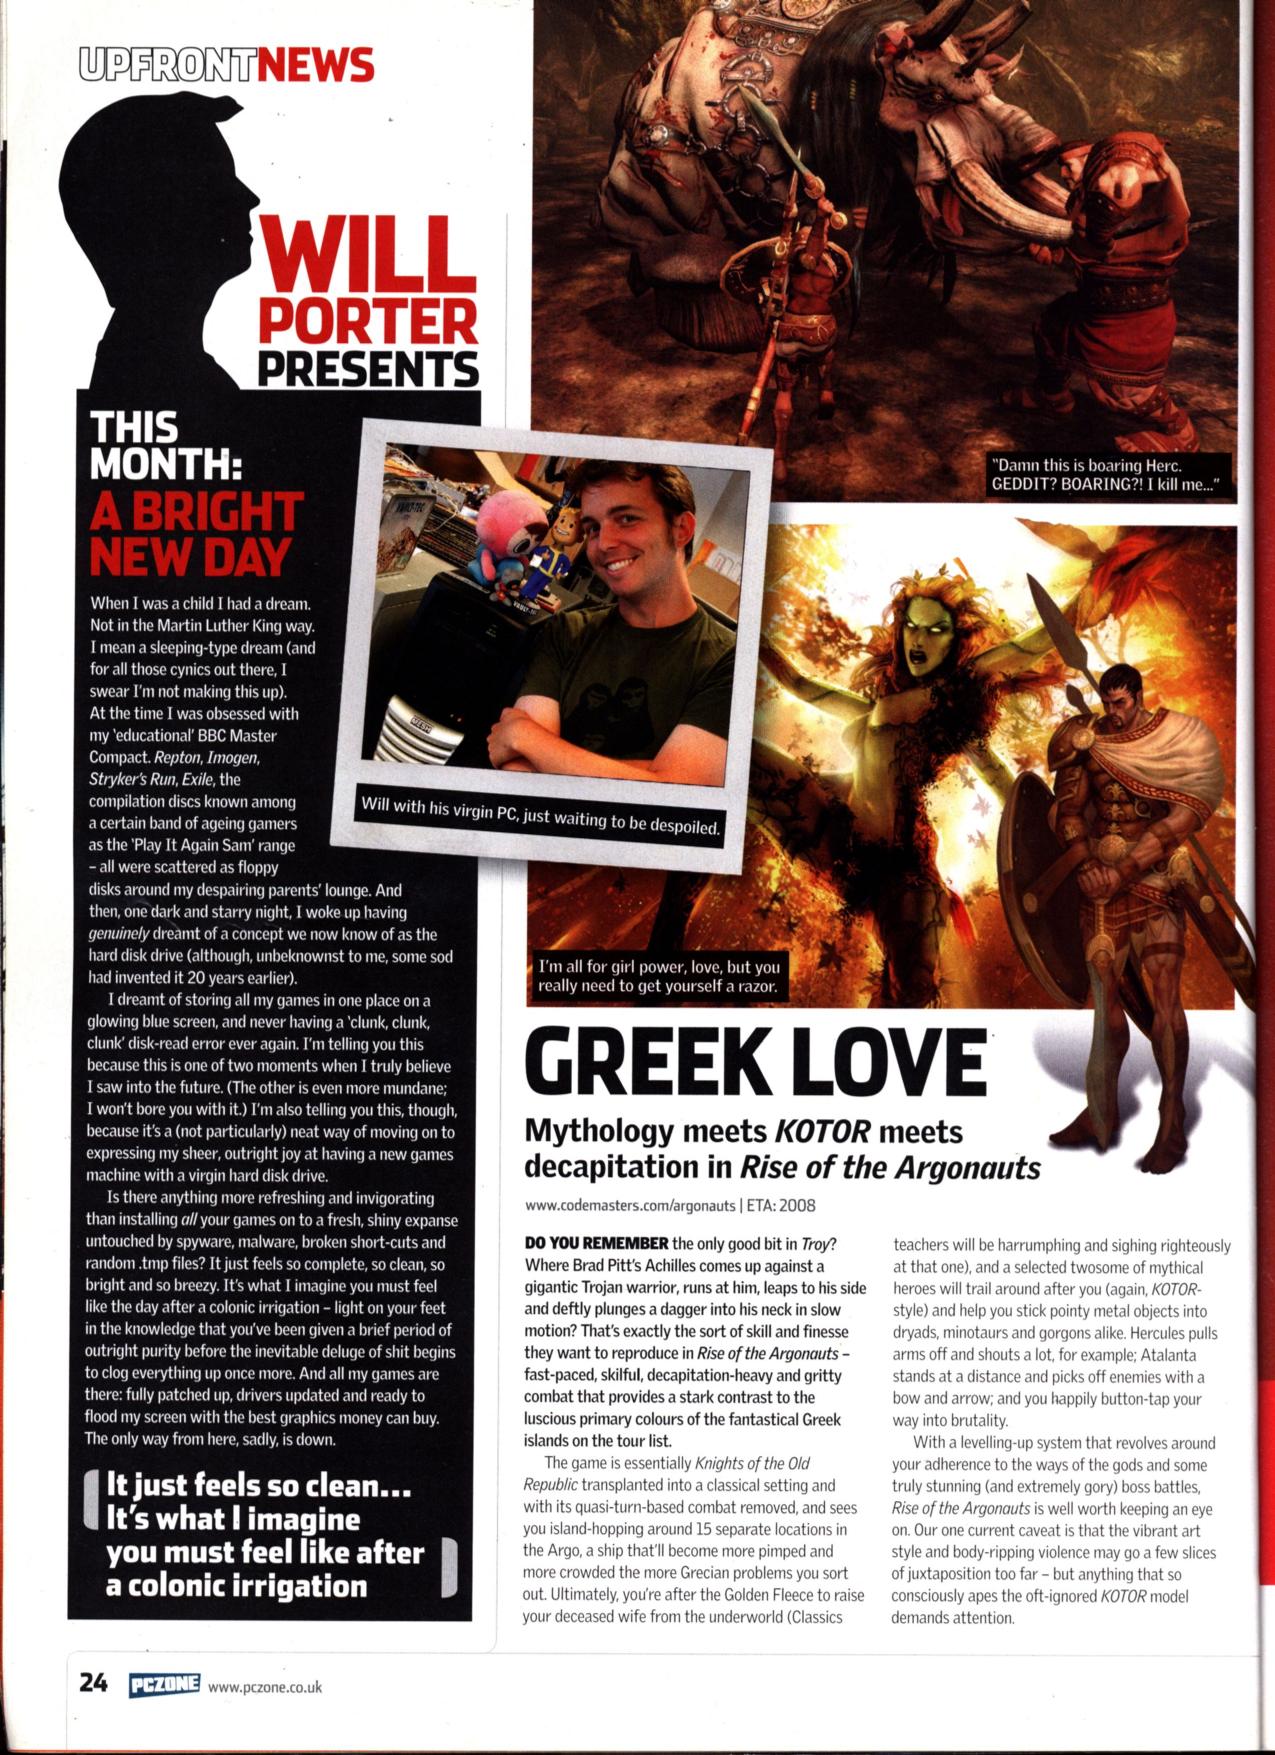 UPFRONTNEWS
WILL
PORTER
PRESENTS
THIS
MONTH:
A BRIGHT
NEW DAY
When I was a child I had a dream.
Not in the Martin Luther King way.
I mean a sleeping-type dream (and
for all those cynics out there, I
swear I'm not making this up).
At the time I was obsessed with
my 'educational' BBC Master
Compact. Repton, Imogen,
Stryker's Run, Exile, the
compilation discs known among
a certain band of ageing gamers
as the 'Play It Again Sam' range
– all were scattered as floppy
disks around my despairing parents' lounge. And
then, one dark and starry night, I woke up having
genuinely dreamt of a concept we now know of as the
hard disk drive (although, unbeknownst to me, some sod
had invented it 20 years earlier).
I dreamt of storing all my games in one place on a
glowing blue screen, and never having a 'clunk, clunk,
clunk' disk-read error ever again. I'm telling you this
because this is one of two moments when I truly believe
I saw into the future. (The other is even more mundane;
I won't bore you with it.) I'm also telling you this, though,
because it's a (not particularly) neat way of moving on to
expressing my sheer, outright joy at having a new games
machine with a virgin hard disk drive.
Is there anything more refreshing and invigorating
than installing all your games on to a fresh, shiny expanse
untouched by spyware, malware, broken short-cuts and
random .tmp files? It just feels so complete, so clean, so
bright and so breezy. It's what I imagine you must feel
like the day after a colonic irrigation – light on your feet
in the knowledge that you've been given a brief period of
outright purity before the inevitable deluge of shit begins
to clog everything up once more. And all my games are
there: fully patched up, drivers updated and ready to
flood my screen with the best graphics money can buy.
The only way from here, sadly, is down.
It just feels so clean...
It's what I imagine
you must feel like after
a colonic irrigation
VAULT-TEC
VAULT-TEC
MESH
Will with his virgin PC, just waiting to be despoiled.
"Damn this is boaring Herc.
GEDDIT? BOARING?! I kill me..."
I'm all for girl power, love, but you
really need to get yourself a razor.
GREEK LOVE
Mythology meets KOTOR meets
decapitation in Rise of the Argonauts
www.codemasters.com/argonauts | ETA: 2008
DO YOU REMEMBER the only good bit in Troy?
Where Brad Pitt's Achilles comes up against a
gigantic Trojan warrior, runs at him, leaps to his side
and deftly plunges a dagger into his neck in slow
motion? That's exactly the sort of skill and finesse
they want to reproduce in Rise of the Argonauts –
fast-paced, skilful, decapitation-heavy and gritty
combat that provides a stark contrast to the
luscious primary colours of the fantastical Greek
islands on the tour list.
The game is essentially Knights of the Old
Republic transplanted into a classical setting and
with its quasi-turn-based combat removed, and sees
you island-hopping around 15 separate locations in
the Argo, a ship that'll become more pimped and
more crowded the more Grecian problems you sort
out. Ultimately, you're after the Golden Fleece to raise
your deceased wife from the underworld (Classics
teachers will be harrumphing and sighing righteously
at that one), and a selected twosome of mythical
heroes will trail around after you (again, KOTOR-
style) and help you stick pointy metal objects into
dryads, minotaurs and gorgons alike. Hercules pulls
arms off and shouts a lot, for example; Atalanta
stands at a distance and picks off enemies with a
bow and arrow; and you happily button-tap your
way into brutality.
With a levelling-up system that revolves around
your adherence to the ways of the gods and some
truly stunning (and extremely gory) boss battles,
Rise of the Argonauts is well worth keeping an eye
on. Our one current caveat is that the vibrant art
style and body-ripping violence may go a few slices
of juxtaposition too far – but anything that so
consciously apes the oft-ignored KOTOR model
demands attention.
24 PCZONE www.pczone.co.uk